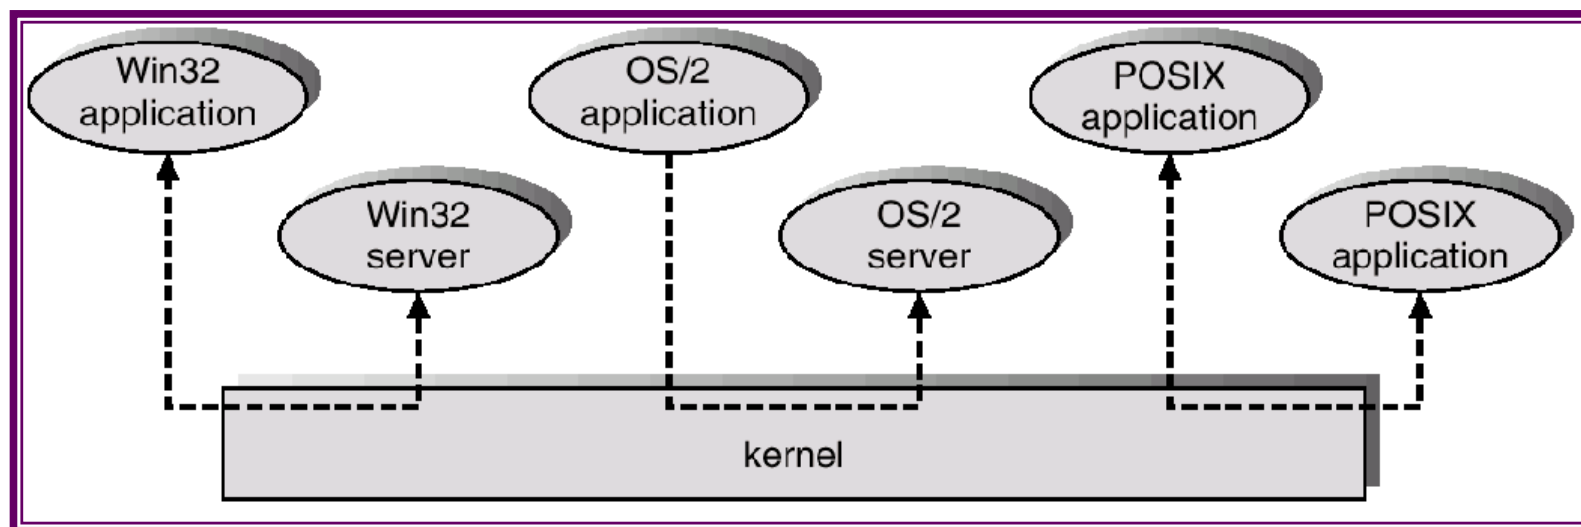 Win32
application
OS/2
application
POSIX
application
Win32
server
OS/2
server
POSIX
application
kernel